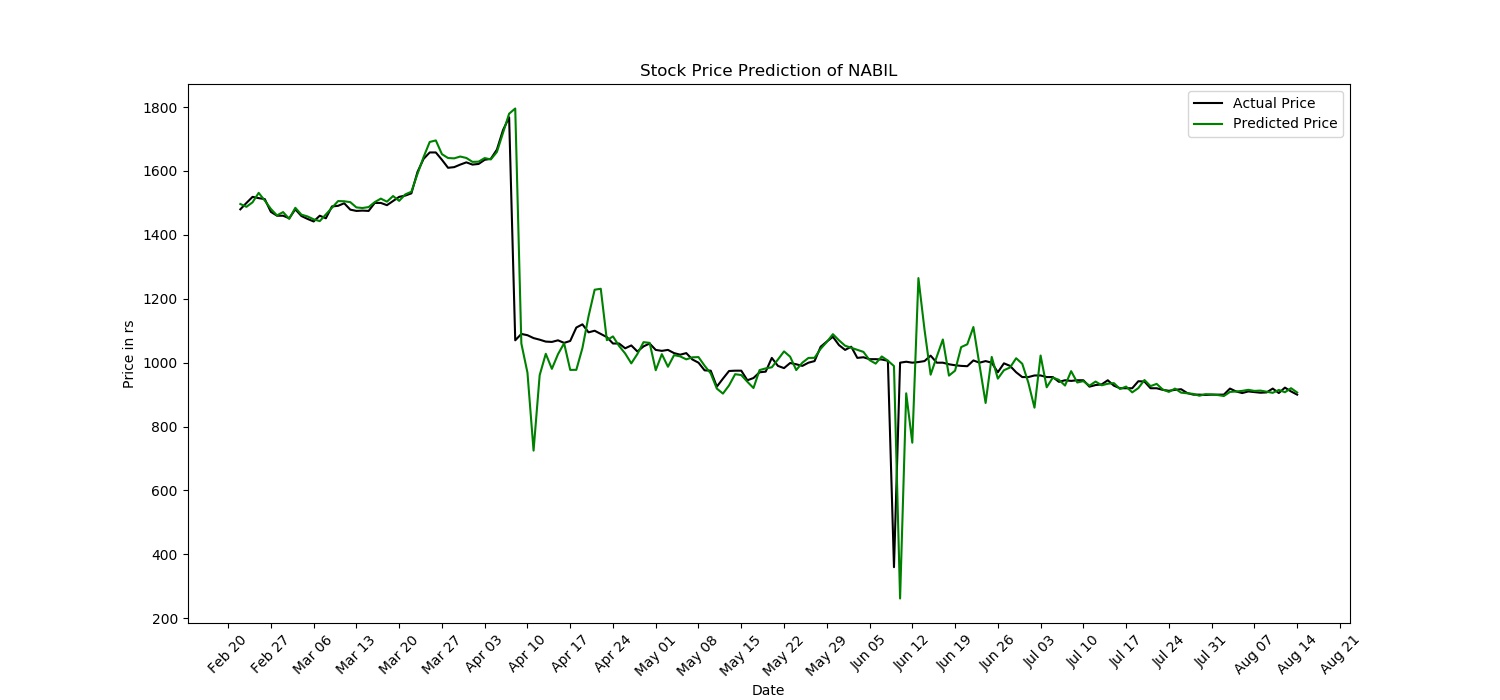 Stock Price Prediction of NABIL
Actual Price
Predicted Price
Price in rs
1800
1600
1400
1200
1000
800
600
400
200
Feb 20
Feb 27
Mar 06
Mar 13
Mar 20
Mar 27
Apr 03
Apr 10
Apr 17
Apr 24
May 01
May 08
May 15
May 22
May 29
Jun 05
Jun 12
Jun 19
Jun 26
Jul 03
Jul 10
Jul 17
Jul 24
Jul 31
Aug 07
Aug 14
Aug 21
Date